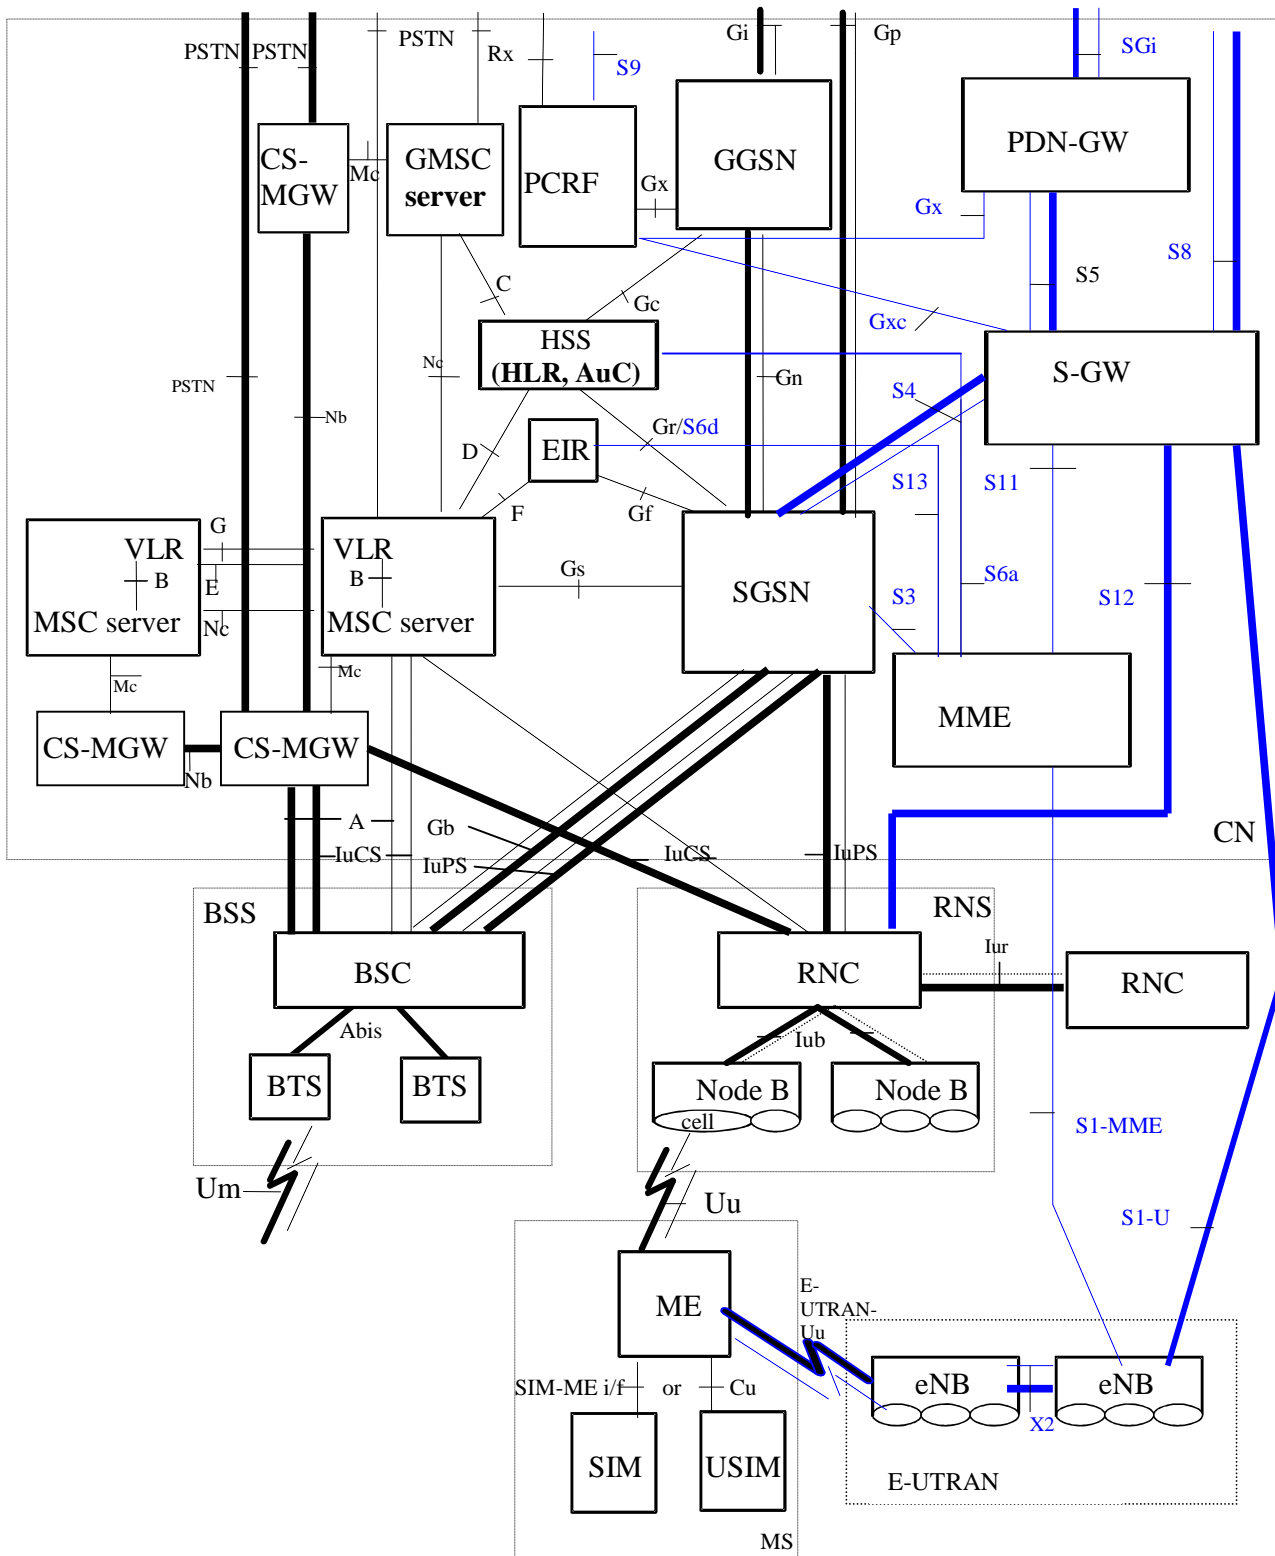 PSTN
PSTN
PSTN
Rx
S9
Gi
Gp
SGi
CS-
MGW
Mc
GMSC
server
PCRF
Gx
GGSN
PDN-GW
Gx
S8
S5
C
Gc
Gxc
HSS
(HLR, AuC)
S-GW
PSTN
Nc
Gn
S4
Nb
D
EIR
Gr/S6d
S13
S11
F
Gf
G
VLR
B
E
MSC server
Nc
VLR
B
MSC server
Gs
SGSN
S3
S6a
S12
Mc
Mc
MME
CS-MGW
Nb
CS-MGW
A
Gb
IuCS
IuPS
IuCS
IuPS
CN
BSS
RNS
BSC
RNC
Iur
RNC
Abis
Iub
BTS
BTS
Node B
cell
Node B
S1-MME
Um
Uu
S1-U
ME
E-
UTRAN-
Uu
SIM-ME i/f
or
Cu
eNB
eNB
X2
SIM
USIM
E-UTRAN
MS